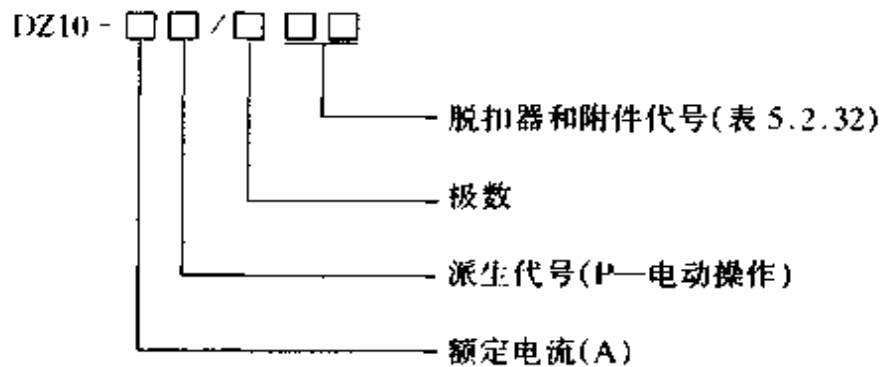 DZ10-□□/□ □□
脱扣器和附件代号(表 5.2.32)
极数
派生代号(P—电动操作)
额定电流(A)